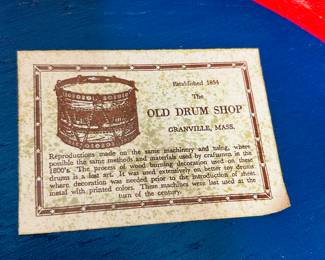 Established 1854
The
OLD DRUM SHOP
GRANVILLE, MASS.
Reproductions made on the same machinery and using, where
possible the same methods and materials used by craftsmen in the
1800's. The process of wood burning decoration used on these
drums is a lost art. It was used extensively on better toy drums
where decoration was needed prior to the introduction of sheet
metal with printed colors. These machines were last used at the
turn of the century.